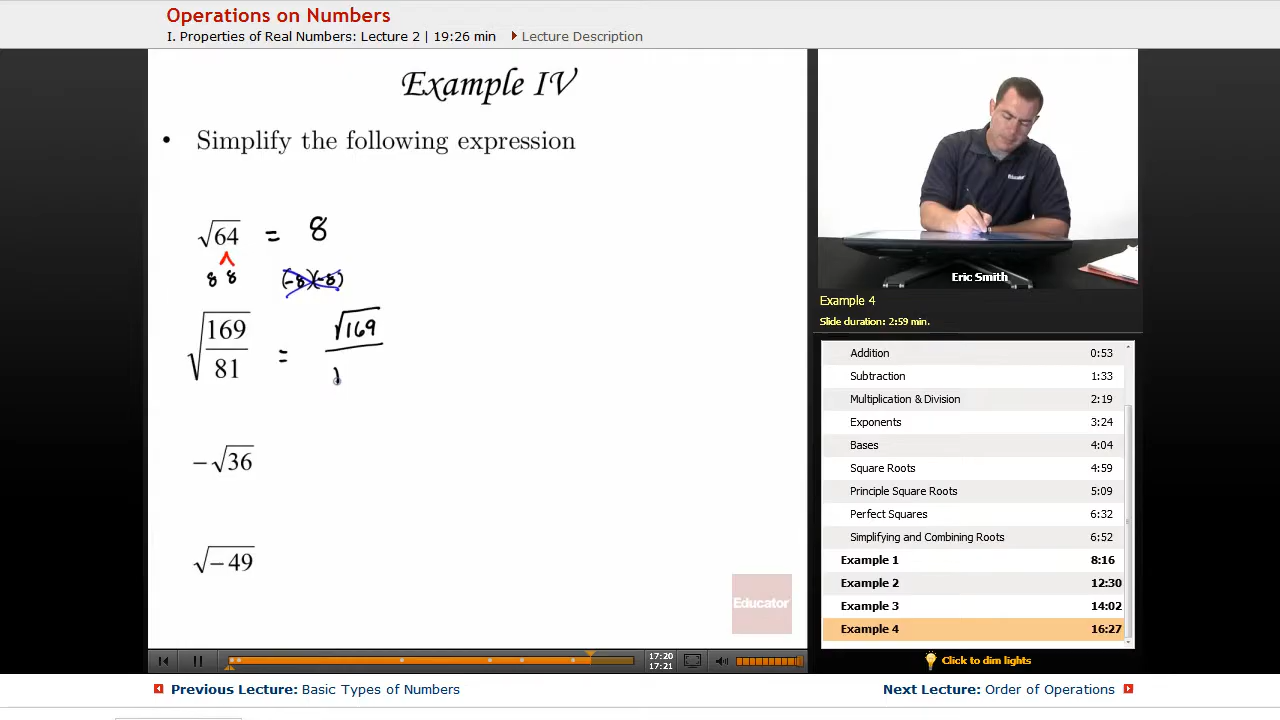 Operations on Numbers
I. Properties of Real Numbers: Lecture 2 | 19:26 min Lecture Description
Example IV
• Simplify the following expression
√64 = 8
8 8 (-8)(-8)
√(169/81) = √169
-√36
√-49
Educator
Educator
Eric Smith
Example 4
Slide duration: 2:59 min.
Addition 0:53
Subtraction 1:33
Multiplication & Division 2:19
Exponents 3:24
Bases 4:04
Square Roots 4:59
Principle Square Roots 5:09
Perfect Squares 6:32
Simplifying and Combining Roots 6:52
Example 1 8:16
Example 2 12:30
Example 3 14:02
Example 4 16:27
17:20
17:21
Click to dim lights
Previous Lecture: Basic Types of Numbers
Next Lecture: Order of Operations